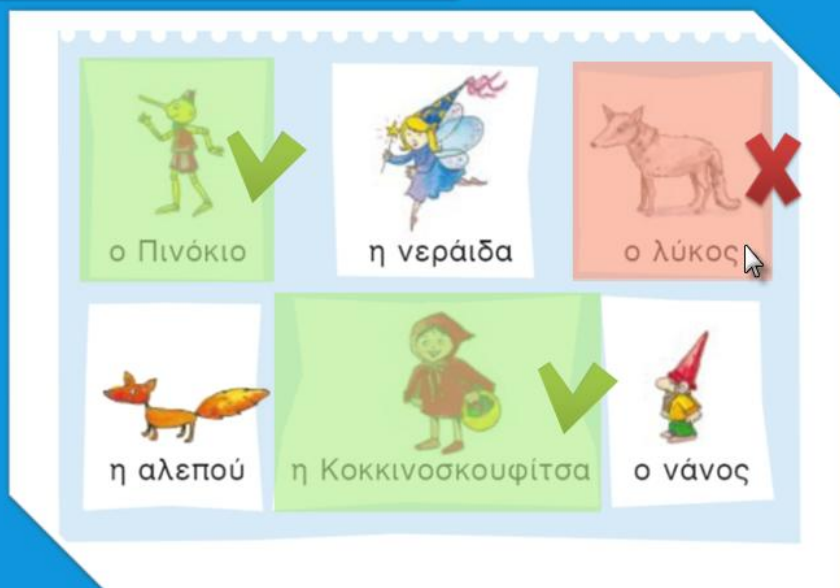 ο Πινόκιο
η νεράιδα
ο λύκος
η αλεπού
η Κοκκινοσκουφίτσα
ο νάνος